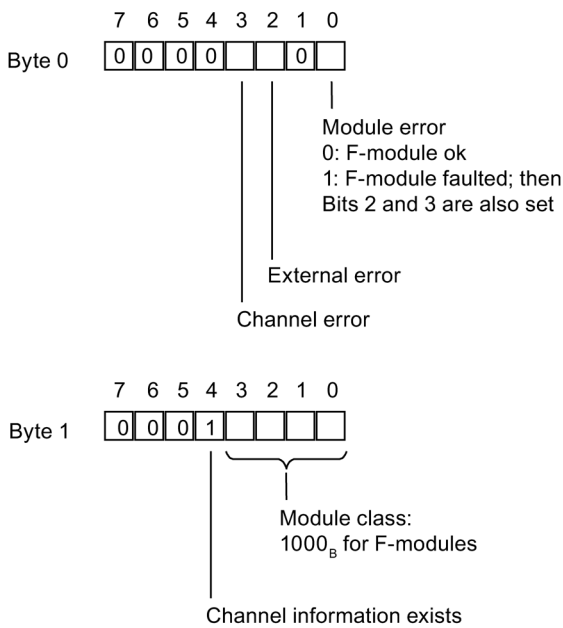 7 6 5 4 3 2 1 0
Byte 0 0 0 0 0 0
Module error
0: F-module ok
1: F-module faulted; then
Bits 2 and 3 are also set
External error
Channel error
7 6 5 4 3 2 1 0
Byte 1 0 0 0 1
Module class:
1000B for F-modules
Channel information exists